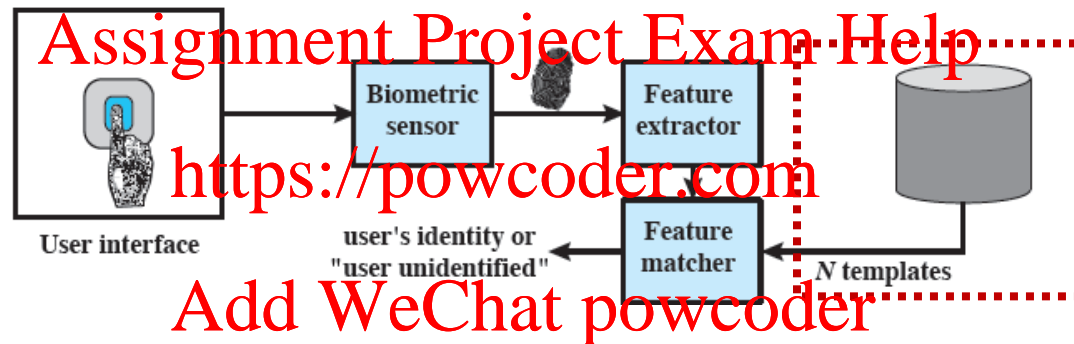 Assignment Project Exam Help
Biometric
sensor
Feature
extractor
https://powcoder.com
User interface
user's identity or
"user unidentified"
Feature
matcher
N templates
Add WeChat powcoder